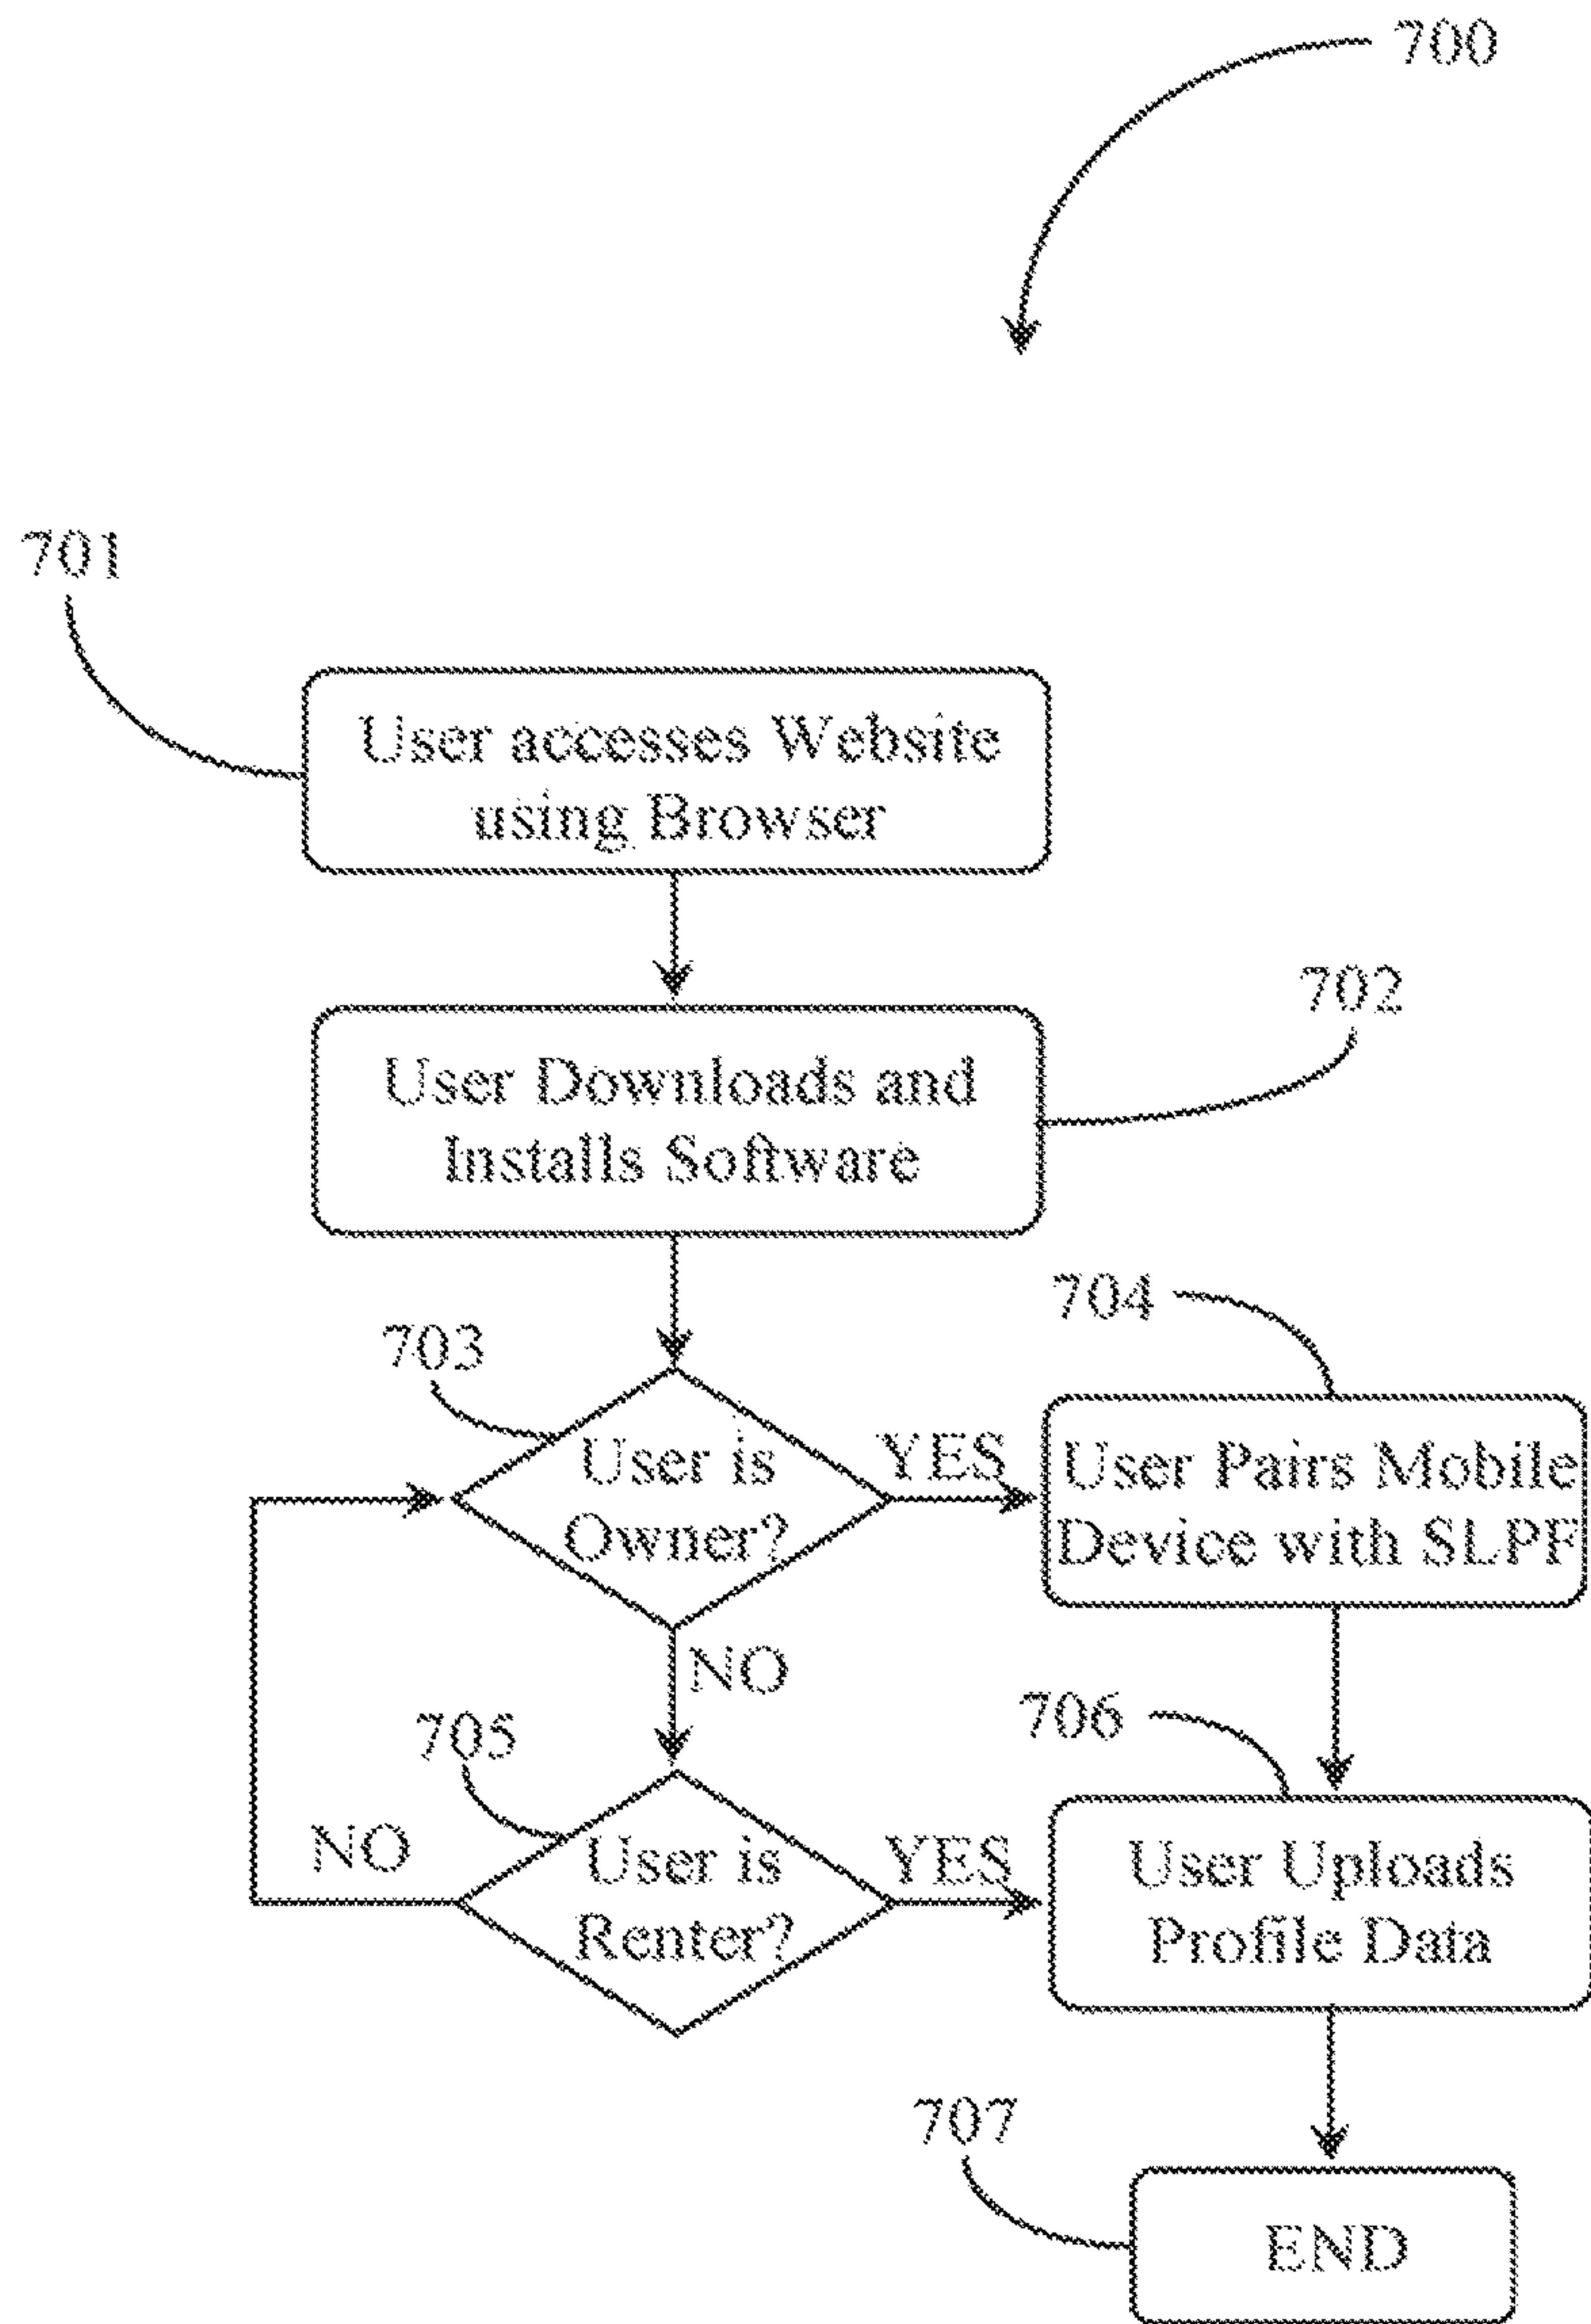 700
701
User accesses Website
using Browser
702
User Downloads and
Installs Software
703
User is
Owner?
YES
704
User Pairs Mobile
Device with SLPF
NO
705
User is
Renter?
NO
YES
706
User Uploads
Profile Data
707
END